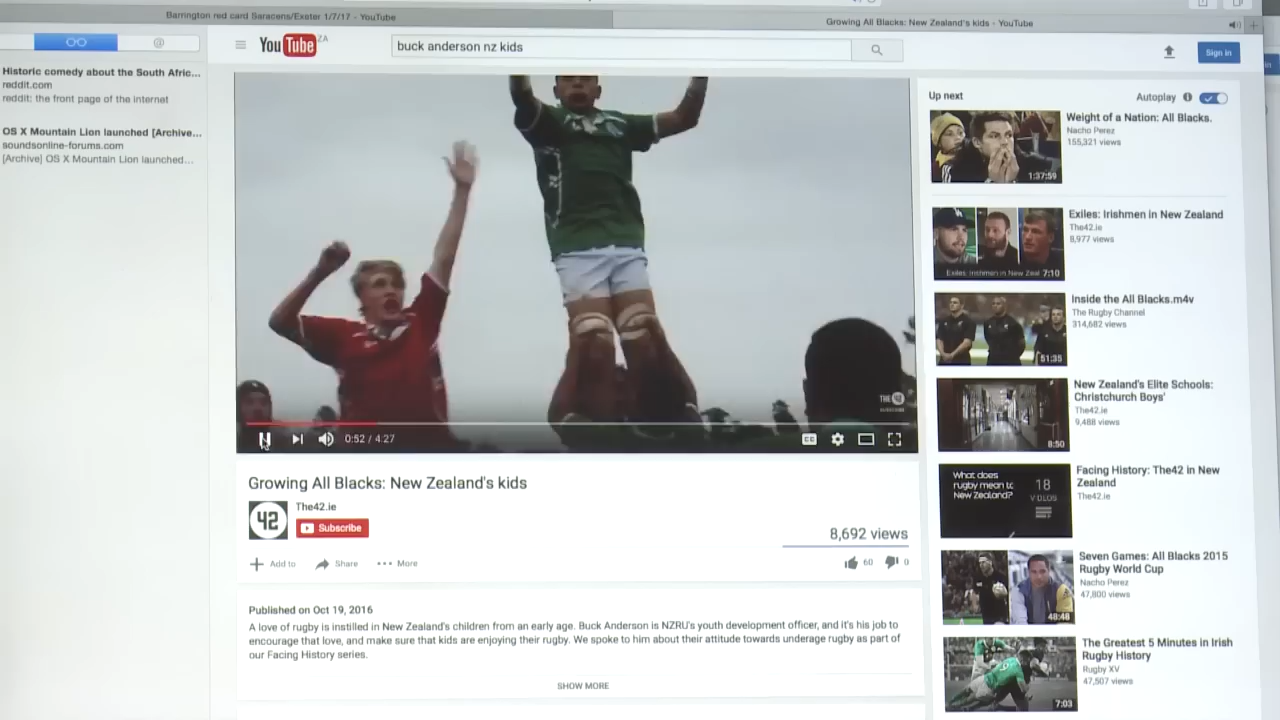 Barrington red card Saracens/Exeter 1/7/17 - YouTube
Growing All Blacks: New Zealand's kids - YouTube
@
Historic comedy about the South Afric...
reddit.com
reddit: the front page of the internet
OS X Mountain Lion launched [Archive...
soundsonline-forums.com
[Archive] OS X Mountain Lion launched...
YouTube ZA
buck anderson nz kids
Sign in
THE 42
0:52 / 4:27
CC
Growing All Blacks: New Zealand's kids
42
The42.ie
Subscribe
8,692 views
Add to
Share
More
60
0
Published on Oct 19, 2016
A love of rugby is instilled in New Zealand's children from an early age. Buck Anderson is NZRU's youth development officer, and it's his job to
encourage that love, and make sure that kids are enjoying their rugby. We spoke to him about their attitude towards underage rugby as part of
our Facing History series.
SHOW MORE
Up next
Autoplay
Weight of a Nation: All Blacks.
Nacho Perez
155,321 views
1:37:59
Exiles: Irishmen in New Zealand
The42.ie
8,977 views
Exiles: Irishmen in New Zeal 7:10
Inside the All Blacks.m4v
The Rugby Channel
314,682 views
51:35
New Zealand's Elite Schools:
Christchurch Boys'
The42.ie
9,488 views
8:50
Facing History: The42 in New
Zealand
The42.ie
What does
rugby mean to
New Zealand?
18
VIDEOS
Seven Games: All Blacks 2015
Rugby World Cup
Nacho Perez
47,800 views
48:48
The Greatest 5 Minutes in Irish
Rugby History
Rugby XV
47,507 views
7:03